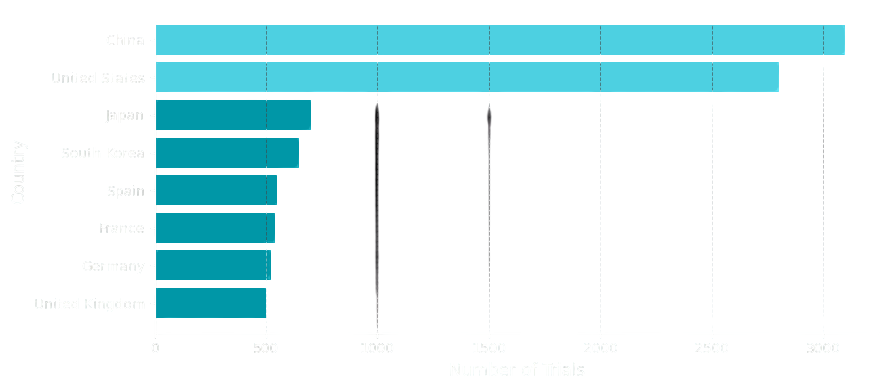 China
United States
Japan
South Korea
Spain
France
Germany
United Kingdom
Country
0 500 1000 1500 2000 2500 3000
Number of Trials